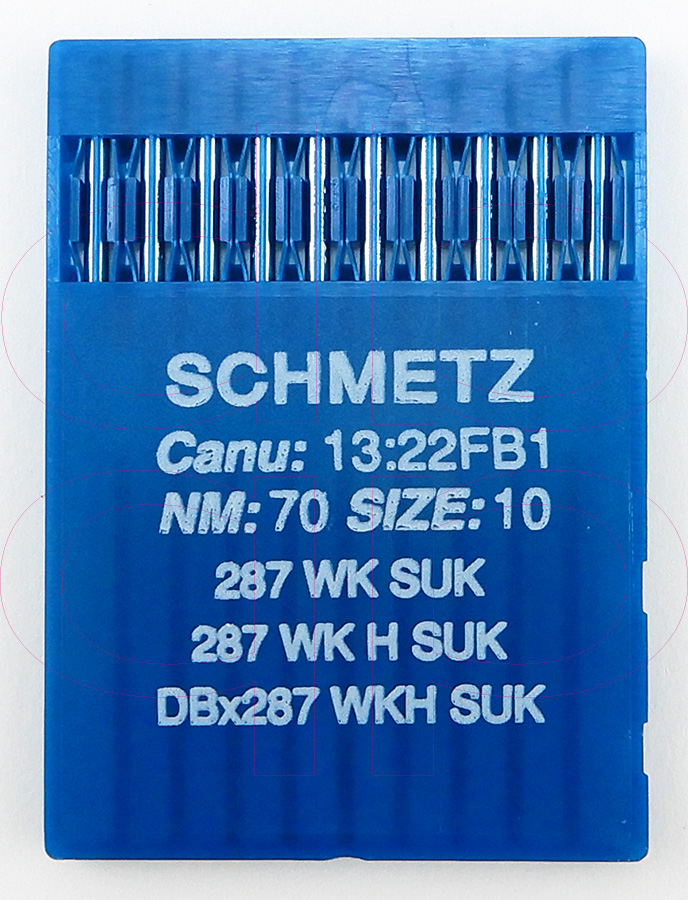 SCHMETZ
Canu: 13:22FB1
NM: 70 SIZE: 10
287 WK SUK
287 WK H SUK
DBx287 WKH SUK